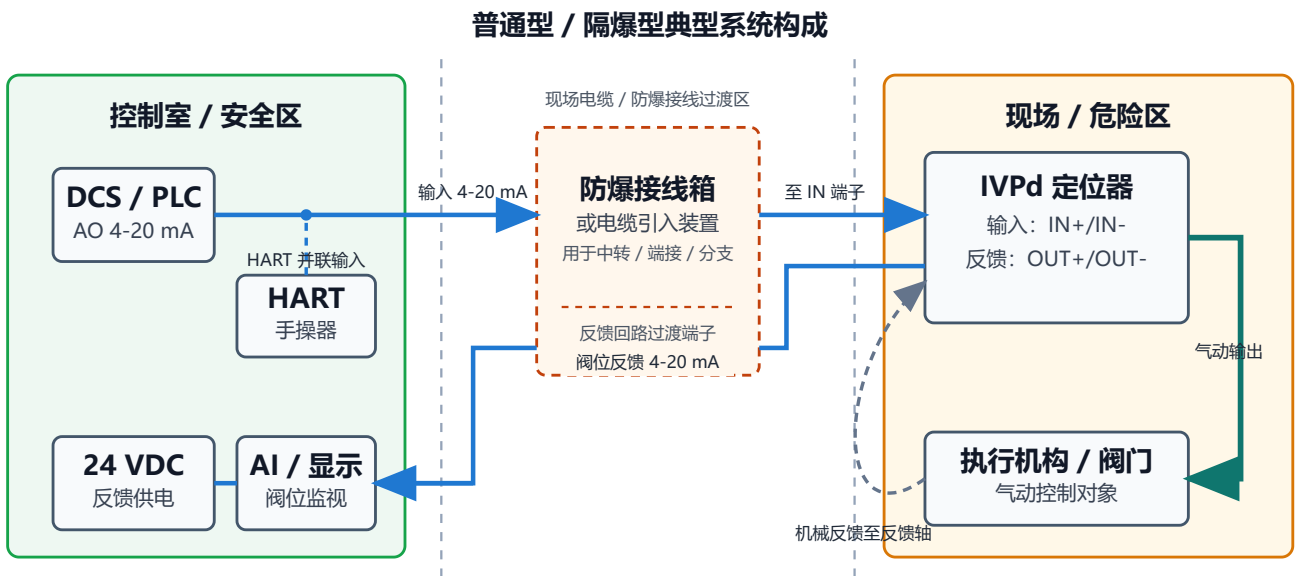 普通型 / 隔爆型典型系统构成
控制室 / 安全区
DCS / PLC
AO 4-20 mA
HART 并联输入
HART
手操器
24 VDC
反馈供电
AI / 显示
阀位监视
输入 4-20 mA
现场电缆 / 防爆接线过渡区
防爆接线箱
或电缆引入装置
用于中转 / 端接 / 分支
反馈回路过渡端子
阀位反馈 4-20 mA
至 IN 端子
现场 / 危险区
IVPd 定位器
输入：IN+/IN-
反馈：OUT+/OUT-
气动输出
执行机构 / 阀门
气动控制对象
机械反馈至反馈轴